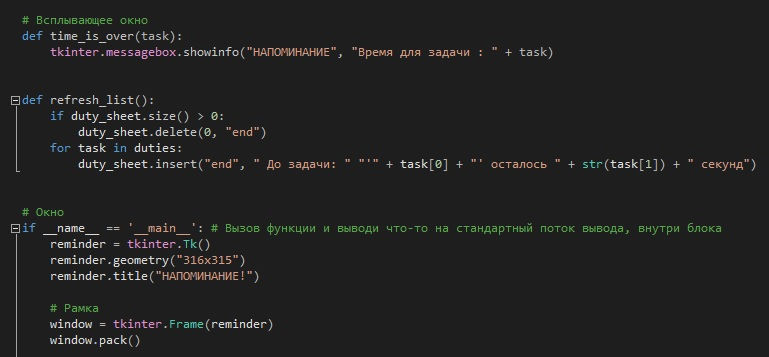 # Всплывающее окно
def time_is_over(task):
    tkinter.messagebox.showinfo("НАПОМИНАНИЕ", "Время для задачи : " + task)
def refresh_list():
    if duty_sheet.size() > 0:
        duty_sheet.delete(0, "end")
    for task in duties:
        duty_sheet.insert("end", " До задачи: " "'" + task[0] + "' осталось " + str(task[1]) + " секунд")
# Окно
if __name__ == '__main__': # Вызов функции и выводи что-то на стандартный поток вывода, внутри блока
    reminder = tkinter.Tk()
    reminder.geometry("316x315")
    reminder.title("НАПОМИНАНИЕ!")
    # Рамка
    window = tkinter.Frame(reminder)
    window.pack()